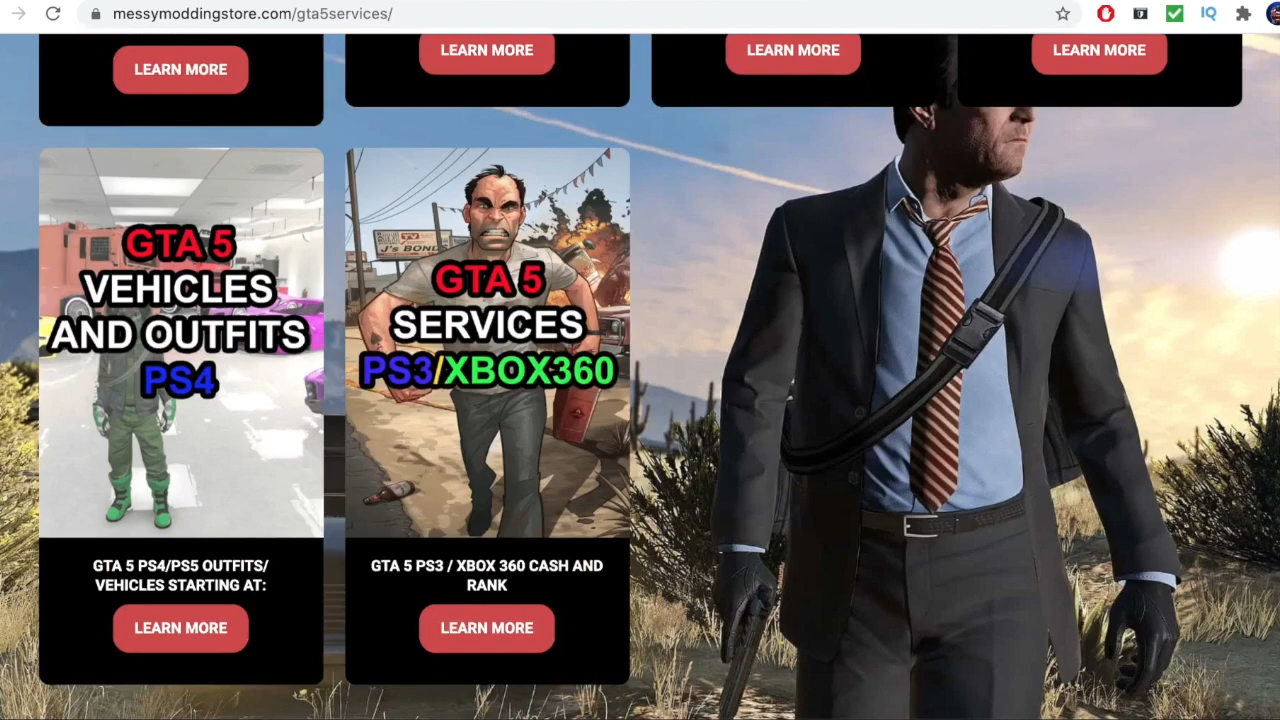 messymoddingstore.com/gta5services/
IQ
LEARN MORE
LEARN MORE
LEARN MORE
LEARN MORE
GTA 5
VEHICLES
AND OUTFITS
PS4
J's BONDS
GTA 5
SERVICES
PS3/XBOX360
GTA 5 PS4/PS5 OUTFITS/
VEHICLES STARTING AT:
LEARN MORE
GTA 5 PS3 / XBOX 360 CASH AND
RANK
LEARN MORE